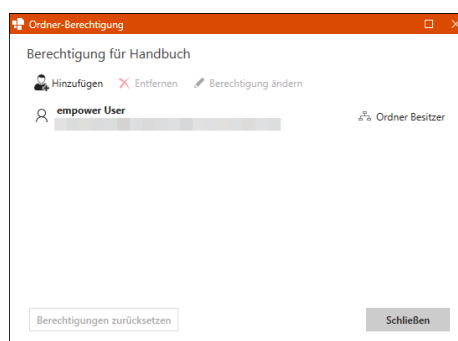 Ordner-Berechtigung
Berechtigung für Handbuch
Hinzufügen Entfernen Berechtigung ändern
empower User
Ordner Besitzer
Berechtigungen zurücksetzen Schließen